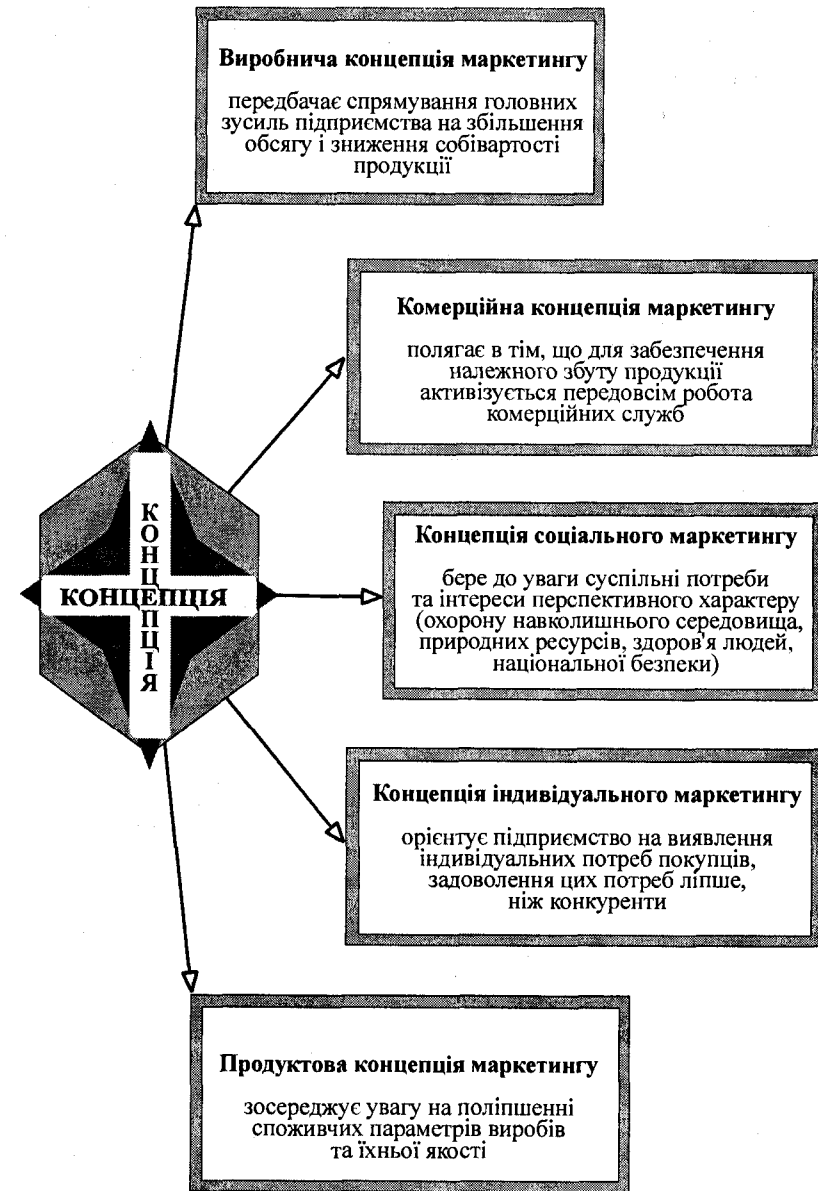 Виробнича концепція маркетингу
передбачає спрямування головних
зусиль підприємства на збільшення
обсягу і зниження собівартості
продукції
Комерційна концепція маркетингу
полягає в тім, що для забезпечення
належного збуту продукції
активізується передовсім робота
комерційних служб
КОНЦЕПЦІЯ
КОНЦЕПЦІЯ
Концепція соціального маркетингу
бере до уваги суспільні потреби
та інтереси перспективного характеру
(охорону навколишнього середовища,
природних ресурсів, здоров'я людей,
національної безпеки)
Концепція індивідуального маркетингу
орієнтує підприємство на виявлення
індивідуальних потреб покупців,
задоволення цих потреб ліпше,
ніж конкуренти
Продуктова концепція маркетингу
зосереджує увагу на поліпшенні
споживчих параметрів виробів
та їхньої якості